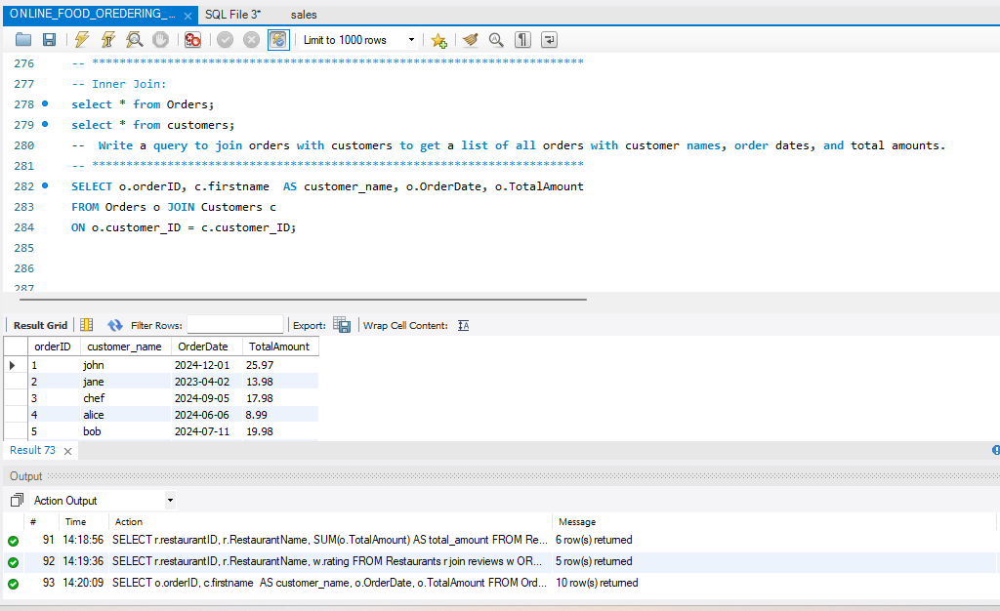 ONLINE_FOOD_OREDERING_... SQL File 3* sales
Limit to 1000 rows
276 -- **********************************************************************
277 -- Inner Join:
278 select * from Orders;
279 select * from customers;
280 -- Write a query to join orders with customers to get a list of all orders with customer names, order dates, and total amounts.
281 -- **********************************************************************
282 SELECT o.orderID, c.firstname  AS customer_name, o.OrderDate, o.TotalAmount
283 FROM Orders o JOIN Customers c
284 ON o.customer_ID = c.customer_ID;
285
286
287
Result Grid Filter Rows: Export: Wrap Cell Content:
orderID customer_name OrderDate TotalAmount
1 john 2024-12-01 25.97
2 jane 2023-04-02 13.98
3 chef 2024-09-05 17.98
4 alice 2024-06-06 8.99
5 bob 2024-07-11 19.98
Result 73
Output
Action Output
# Time Action Message
91 14:18:56 SELECT r.restaurantID, r.RestaurantName, SUM(o.TotalAmount) AS total_amount FROM Re... 6 row(s) returned
92 14:19:36 SELECT r.restaurantID, r.RestaurantName, w.rating FROM Restaurants r join reviews w OR... 5 row(s) returned
93 14:20:09 SELECT o.orderID, c.firstname  AS customer_name, o.OrderDate, o.TotalAmount FROM Ord... 10 row(s) returned